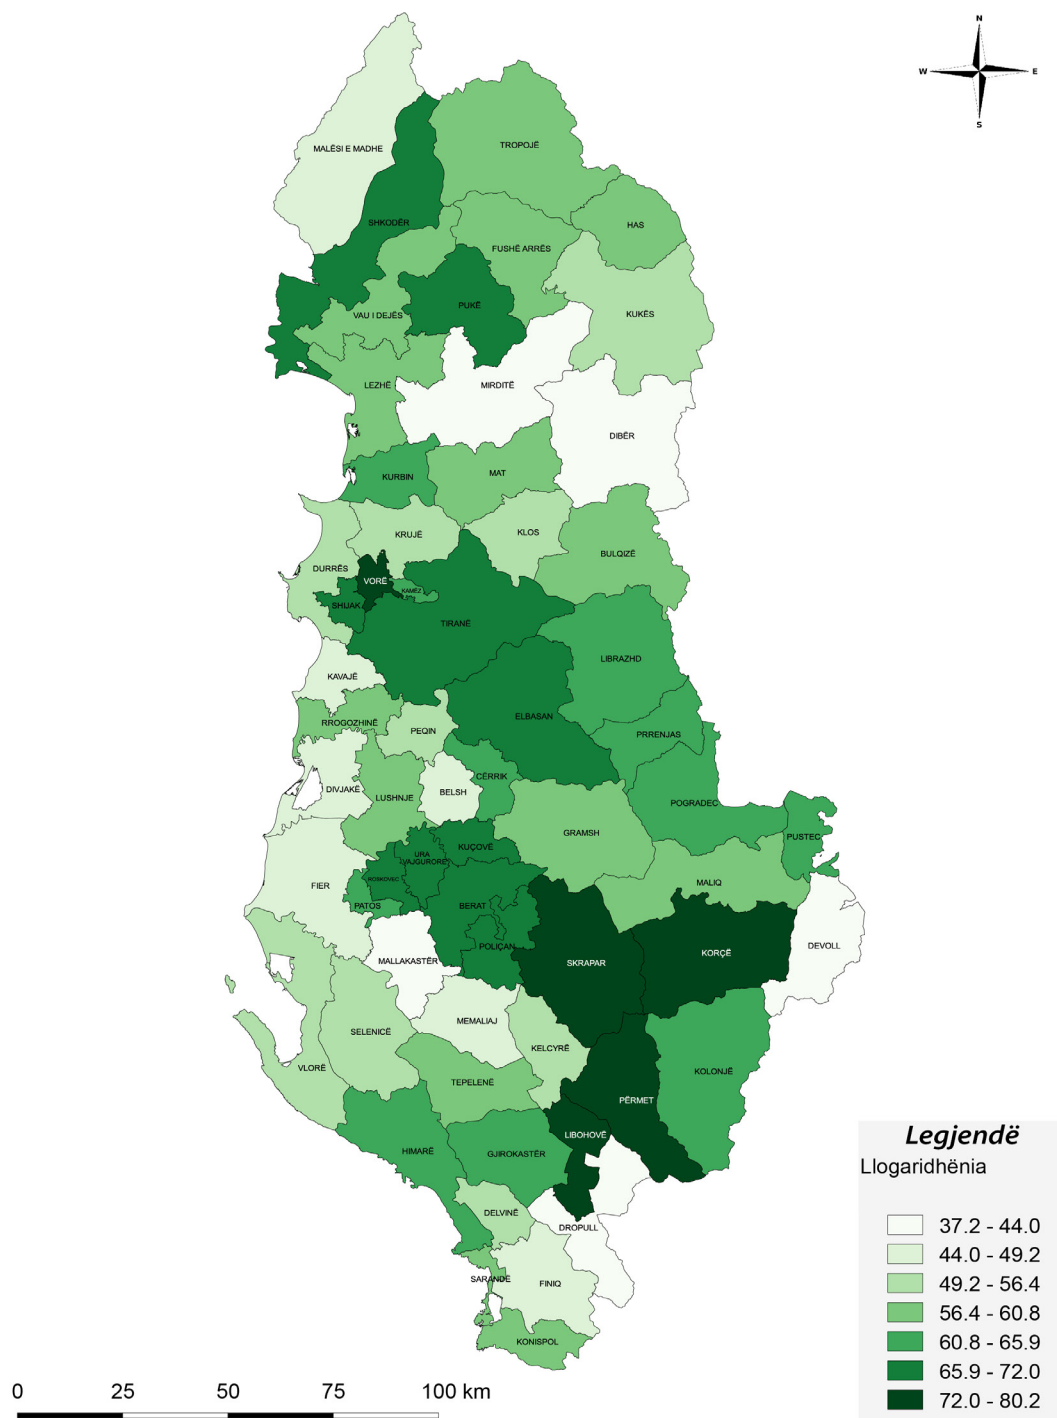 N
W
E
S
MALËSI E MADHE
TROPOJË
SHKODËR
HAS
FUSHË ARRËS
PUKË
VAU I DEJËS
KUKËS
LEZHË
MIRDITË
DIBËR
KURBIN
MAT
KRUJË
KLOS
BULQIZË
DURRËS
VORË
KAMËZ
SHIJAK
TIRANË
LIBRAZHD
KAVAJË
RROGOZHINË
PEQIN
ELBASAN
PRRENJAS
CËRRIK
DIVJAKË
LUSHNJE
BELSH
POGRADEC
GRAMSH
PUSTEC
KUÇOVË
URA
VAJGURORE
ROSKOVEC
MALIQ
FIER
PATOS
BERAT
POLIÇAN
DEVOLL
KORÇË
SKRAPAR
MALLAKASTËR
MEMALIAJ
SELENICË
KELCYRË
VLORË
KOLONJË
TEPELENË
PËRMET
LIBOHOVË
HIMARË
GJIROKASTËR
DELVINË
DROPULL
SARANDË
FINIQ
KONISPOL
Legjendë
Llogaridhënia
37.2 - 44.0
44.0 - 49.2
49.2 - 56.4
56.4 - 60.8
60.8 - 65.9
65.9 - 72.0
72.0 - 80.2
0 25 50 75 100 km